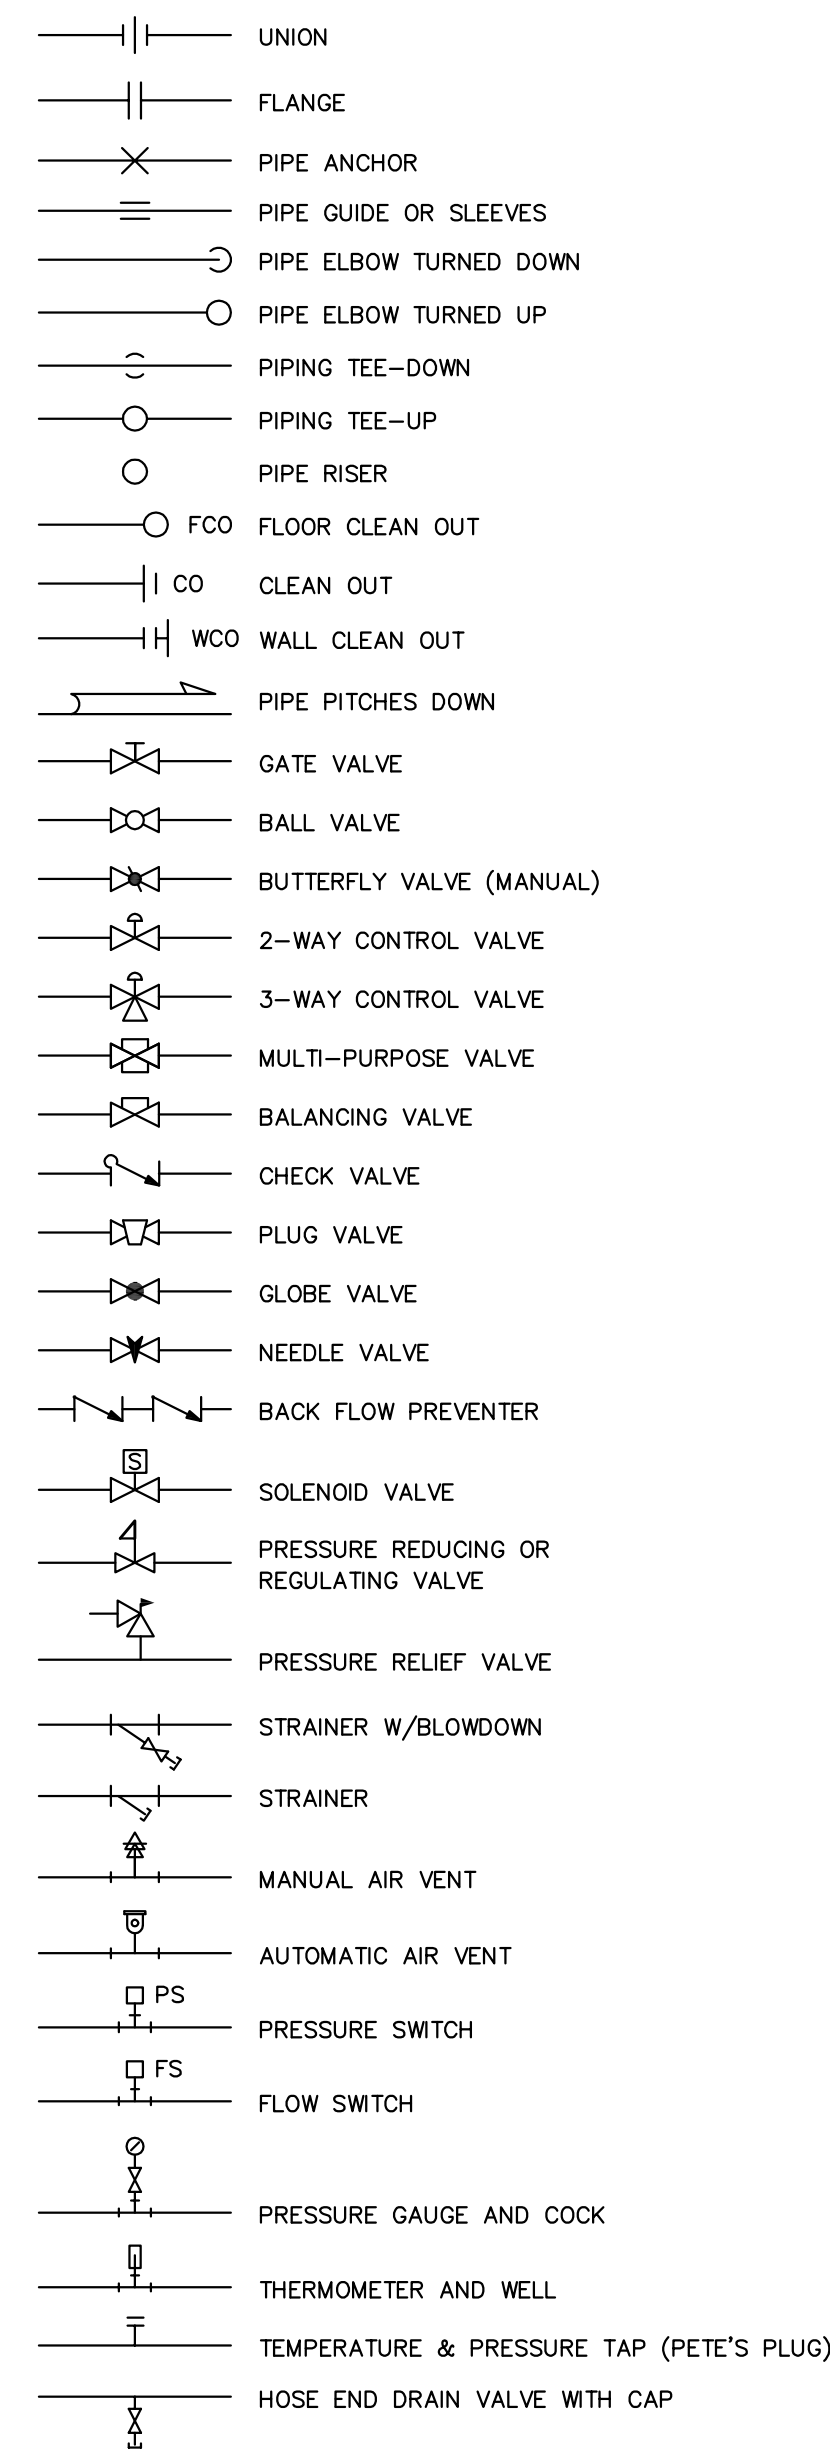 UNION
FLANGE
PIPE ANCHOR
PIPE GUIDE OR SLEEVES
PIPE ELBOW TURNED DOWN
PIPE ELBOW TURNED UP
PIPING TEE-DOWN
PIPING TEE-UP
PIPE RISER
FCO FLOOR CLEAN OUT
CO CLEAN OUT
WCO WALL CLEAN OUT
PIPE PITCHES DOWN
GATE VALVE
BALL VALVE
BUTTERFLY VALVE (MANUAL)
2-WAY CONTROL VALVE
3-WAY CONTROL VALVE
MULTI-PURPOSE VALVE
BALANCING VALVE
CHECK VALVE
PLUG VALVE
GLOBE VALVE
NEEDLE VALVE
BACK FLOW PREVENTER
S
SOLENOID VALVE
PRESSURE REDUCING OR
REGULATING VALVE
PRESSURE RELIEF VALVE
STRAINER W/BLOWDOWN
STRAINER
MANUAL AIR VENT
AUTOMATIC AIR VENT
PS
PRESSURE SWITCH
FS
FLOW SWITCH
PRESSURE GAUGE AND COCK
THERMOMETER AND WELL
TEMPERATURE & PRESSURE TAP (PETE'S PLUG)
HOSE END DRAIN VALVE WITH CAP